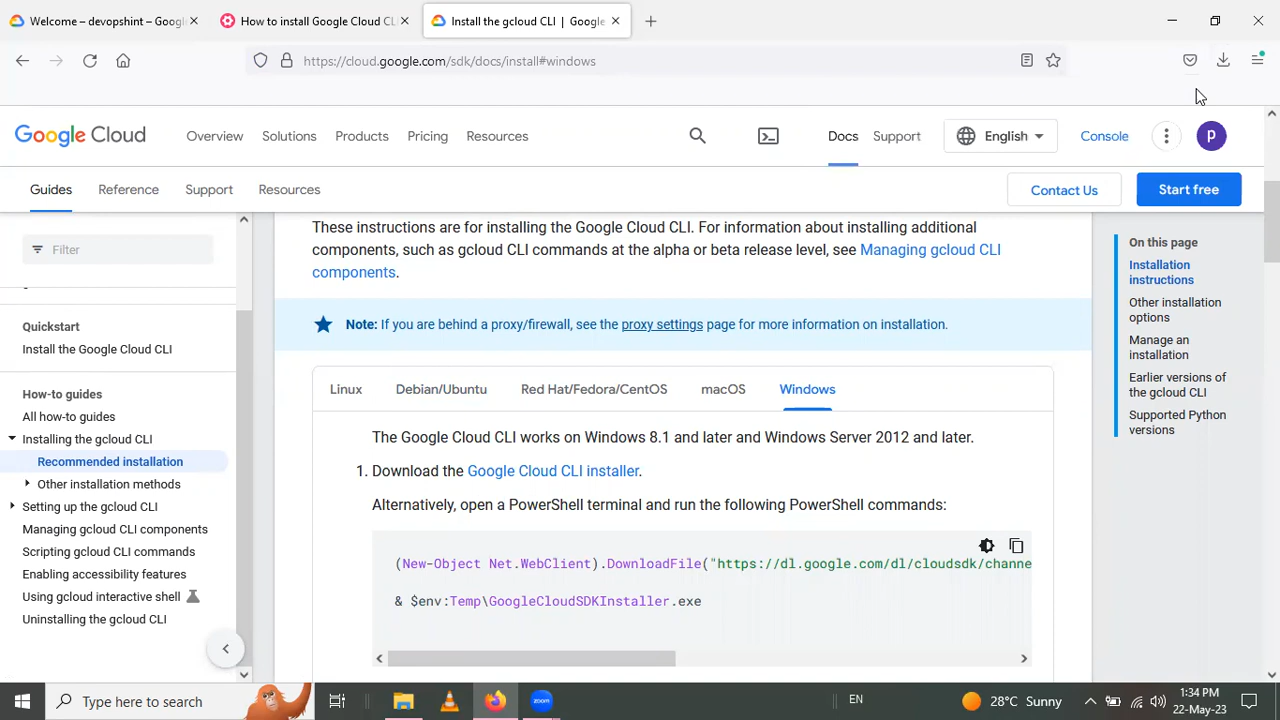 Welcome – devopshint – Googl
How to install Google Cloud CL
Install the gcloud CLI | Google
https://cloud.google.com/sdk/docs/install#windows
Google Cloud
Overview
Solutions
Products
Pricing
Resources
Docs
Support
English
Console
p
Guides
Reference
Support
Resources
Contact Us
Start free
Filter
Quickstart
Install the Google Cloud CLI
How-to guides
All how-to guides
Installing the gcloud CLI
Recommended installation
Other installation methods
Setting up the gcloud CLI
Managing gcloud CLI components
Scripting gcloud CLI commands
Enabling accessibility features
Using gcloud interactive shell
Uninstalling the gcloud CLI
These instructions are for installing the Google Cloud CLI. For information about installing additional
components, such as gcloud CLI commands at the alpha or beta release level, see Managing gcloud CLI
components.
Note: If you are behind a proxy/firewall, see the proxy settings page for more information on installation.
Linux
Debian/Ubuntu
Red Hat/Fedora/CentOS
macOS
Windows
The Google Cloud CLI works on Windows 8.1 and later and Windows Server 2012 and later.
1. Download the Google Cloud CLI installer.
Alternatively, open a PowerShell terminal and run the following PowerShell commands:
(New-Object Net.WebClient).DownloadFile("https://dl.google.com/dl/cloudsdk/channe
& $env:Temp\GoogleCloudSDKInstaller.exe
On this page
Installation
instructions
Other installation
options
Manage an
installation
Earlier versions of
the gcloud CLI
Supported Python
versions
Type here to search
zoom
EN
28°C Sunny
1:34 PM
22-May-23